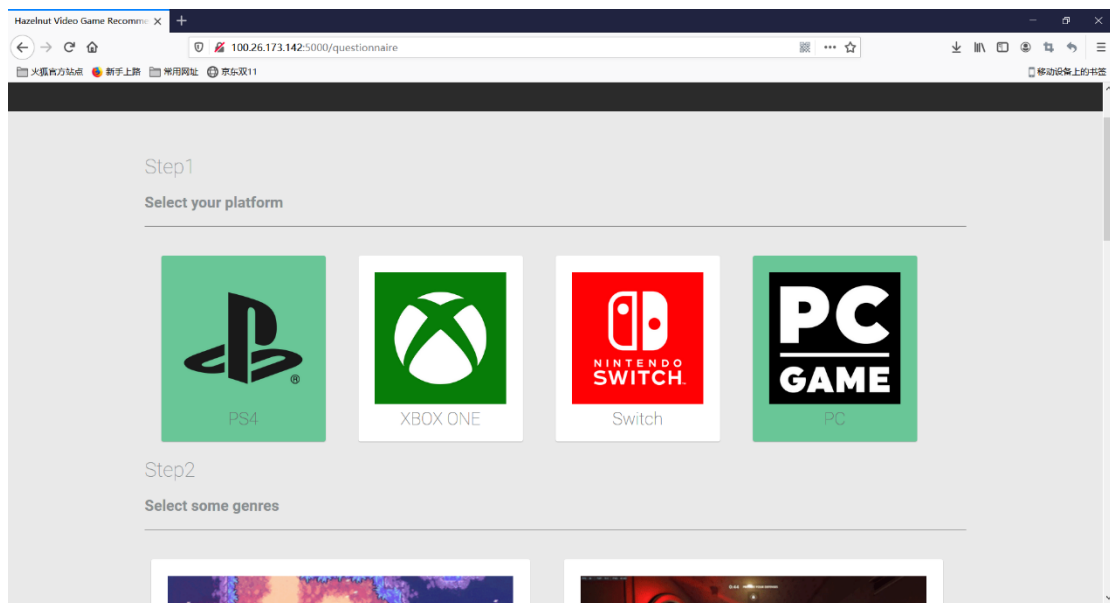 Hazelnut Video Game Recomme
100.26.173.142:5000/questionnaire
火狐官方站点 新手上路 常用网址 京东双11 移动设备上的书签
Step1
Select your platform
PS4
XBOX ONE
NINTENDO
SWITCH
Switch
PC
GAME
PC
Step2
Select some genres